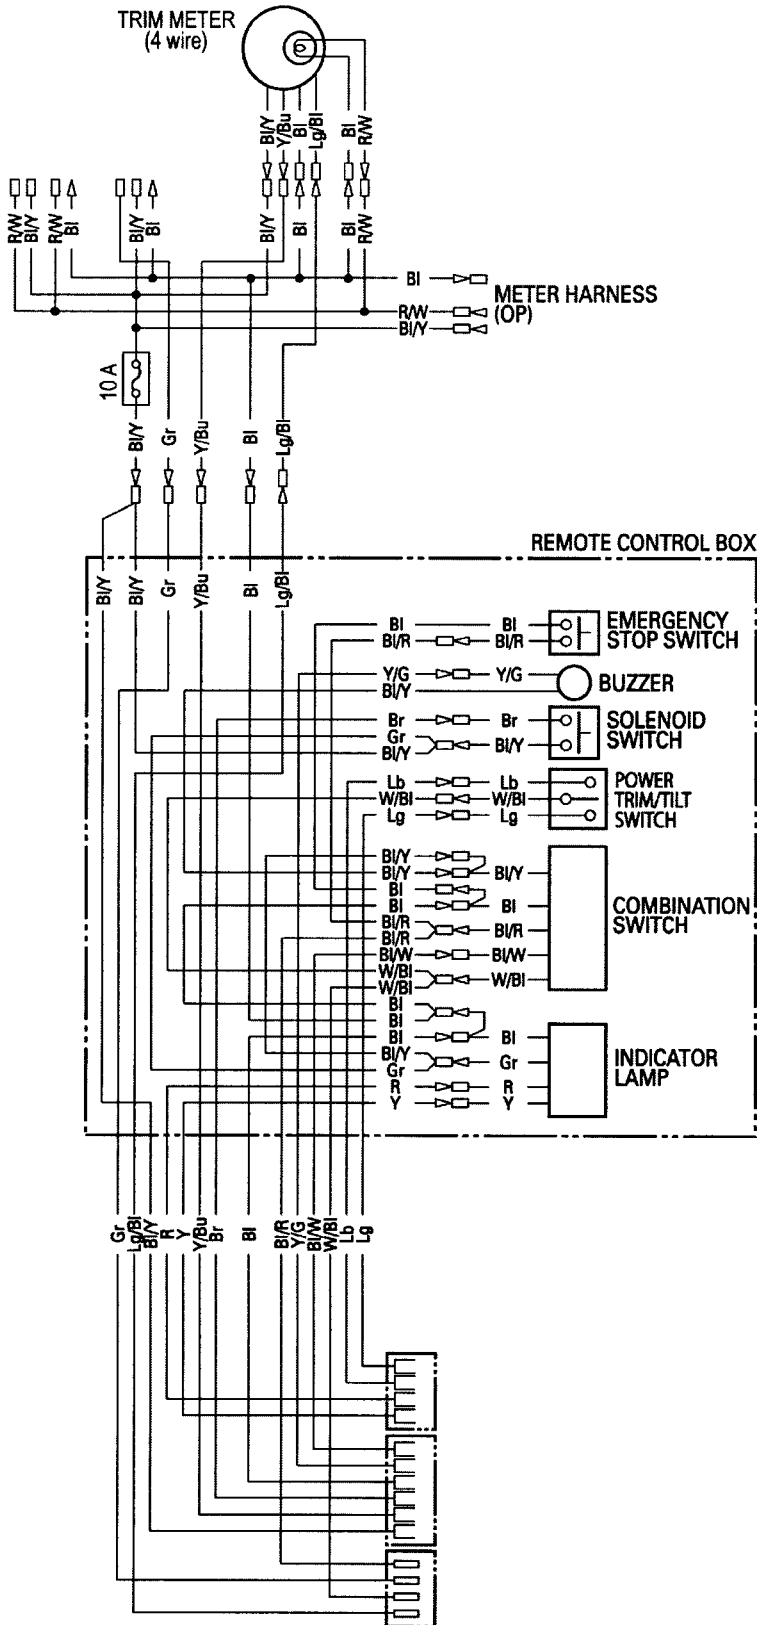 TRIM METER
(4 wire)
Bl/Y Y/Bu Bl Lg/Bl Bl R/W
R/W Bl/Y R/W Bl Bl/Y Bl Bl/Y Bl Bl R/W
Bl
METER HARNESS
(OP)
R/W
Bl/Y
10 A
Bl/Y Gr Y/Bu Bl Lg/Bl
REMOTE CONTROL BOX
Bl/Y Bl/Y Gr Y/Bu Bl Lg/Bl
Bl Bl EMERGENCY
Bl/R Bl/R STOP SWITCH
Y/G Y/G
Bl/Y BUZZER
Br Br SOLENOID
Gr
Bl/Y Bl/Y SWITCH
Lb Lb POWER
W/Bl W/Bl TRIM/TILT
Lg Lg SWITCH
Bl/Y
Bl/Y Bl/Y
Bl
Bl Bl COMBINATION
Bl/R Bl/R SWITCH
Bl/R
Bl/W Bl/W
W/Bl W/Bl
W/Bl
Bl
Bl
Bl Bl
Bl/Y Gr INDICATOR
Gr LAMP
R R
Y Y
Gr Lg/Bl Bl/Y R Y Y/Bu Br Bl Bl/R Y/G Bl/W W/Bl Lb Lg